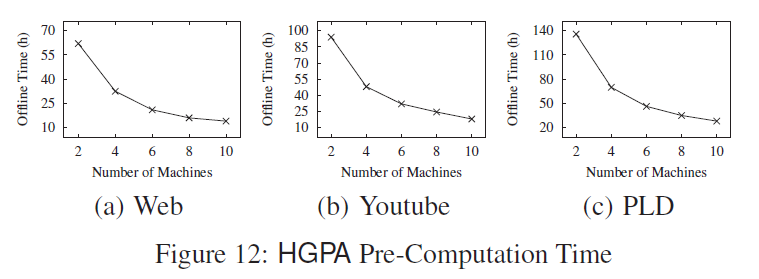 Offline Time (h)
70
55
40
25
10
2 4 6 8 10
Number of Machines
(a) Web
Offline Time (h)
100
85
70
55
40
25
10
2 4 6 8 10
Number of Machines
(b) Youtube
Offline Time (h)
140
110
80
50
20
2 4 6 8 10
Number of Machines
(c) PLD
Figure 12: HGPA Pre-Computation Time